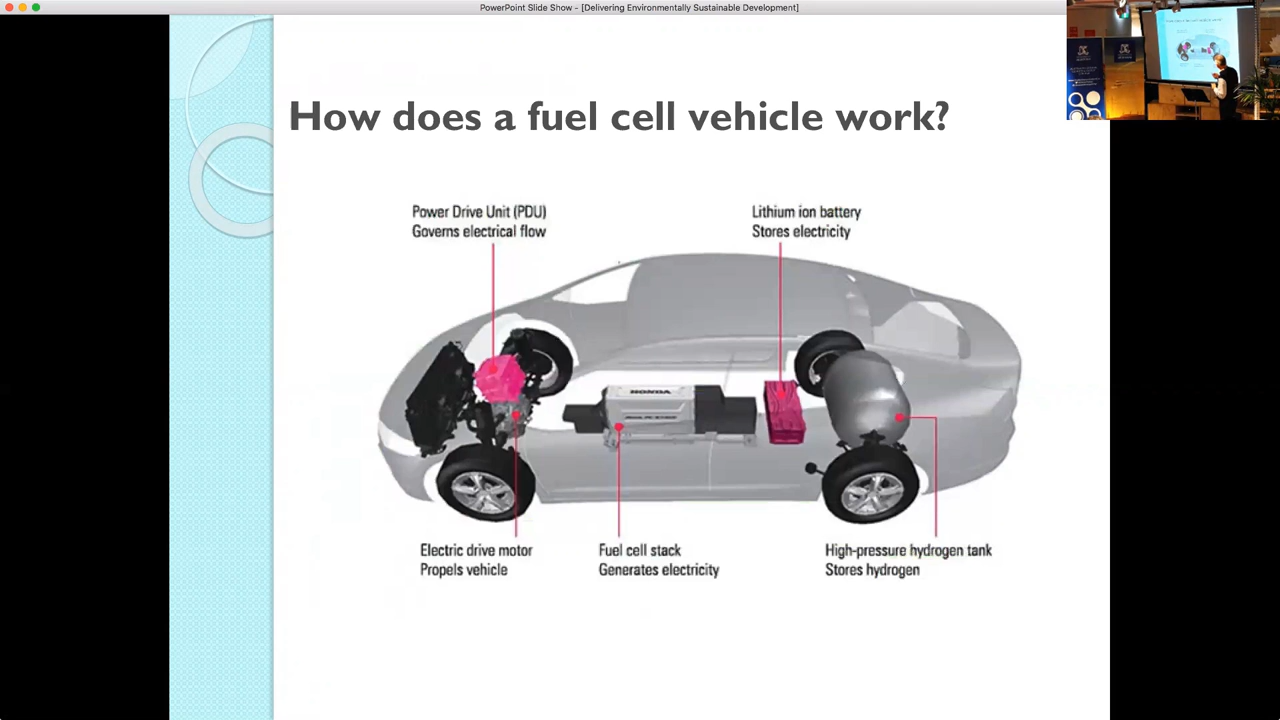 PowerPoint Slide Show - [Delivering Environmentally Sustainable Development]
How does a fuel cell vehicle work?
Power Drive Unit (PDU)
Governs electrical flow
Lithium ion battery
Stores electricity
HONDA
Electric drive motor
Propels vehicle
Fuel cell stack
Generates electricity
High-pressure hydrogen tank
Stores hydrogen